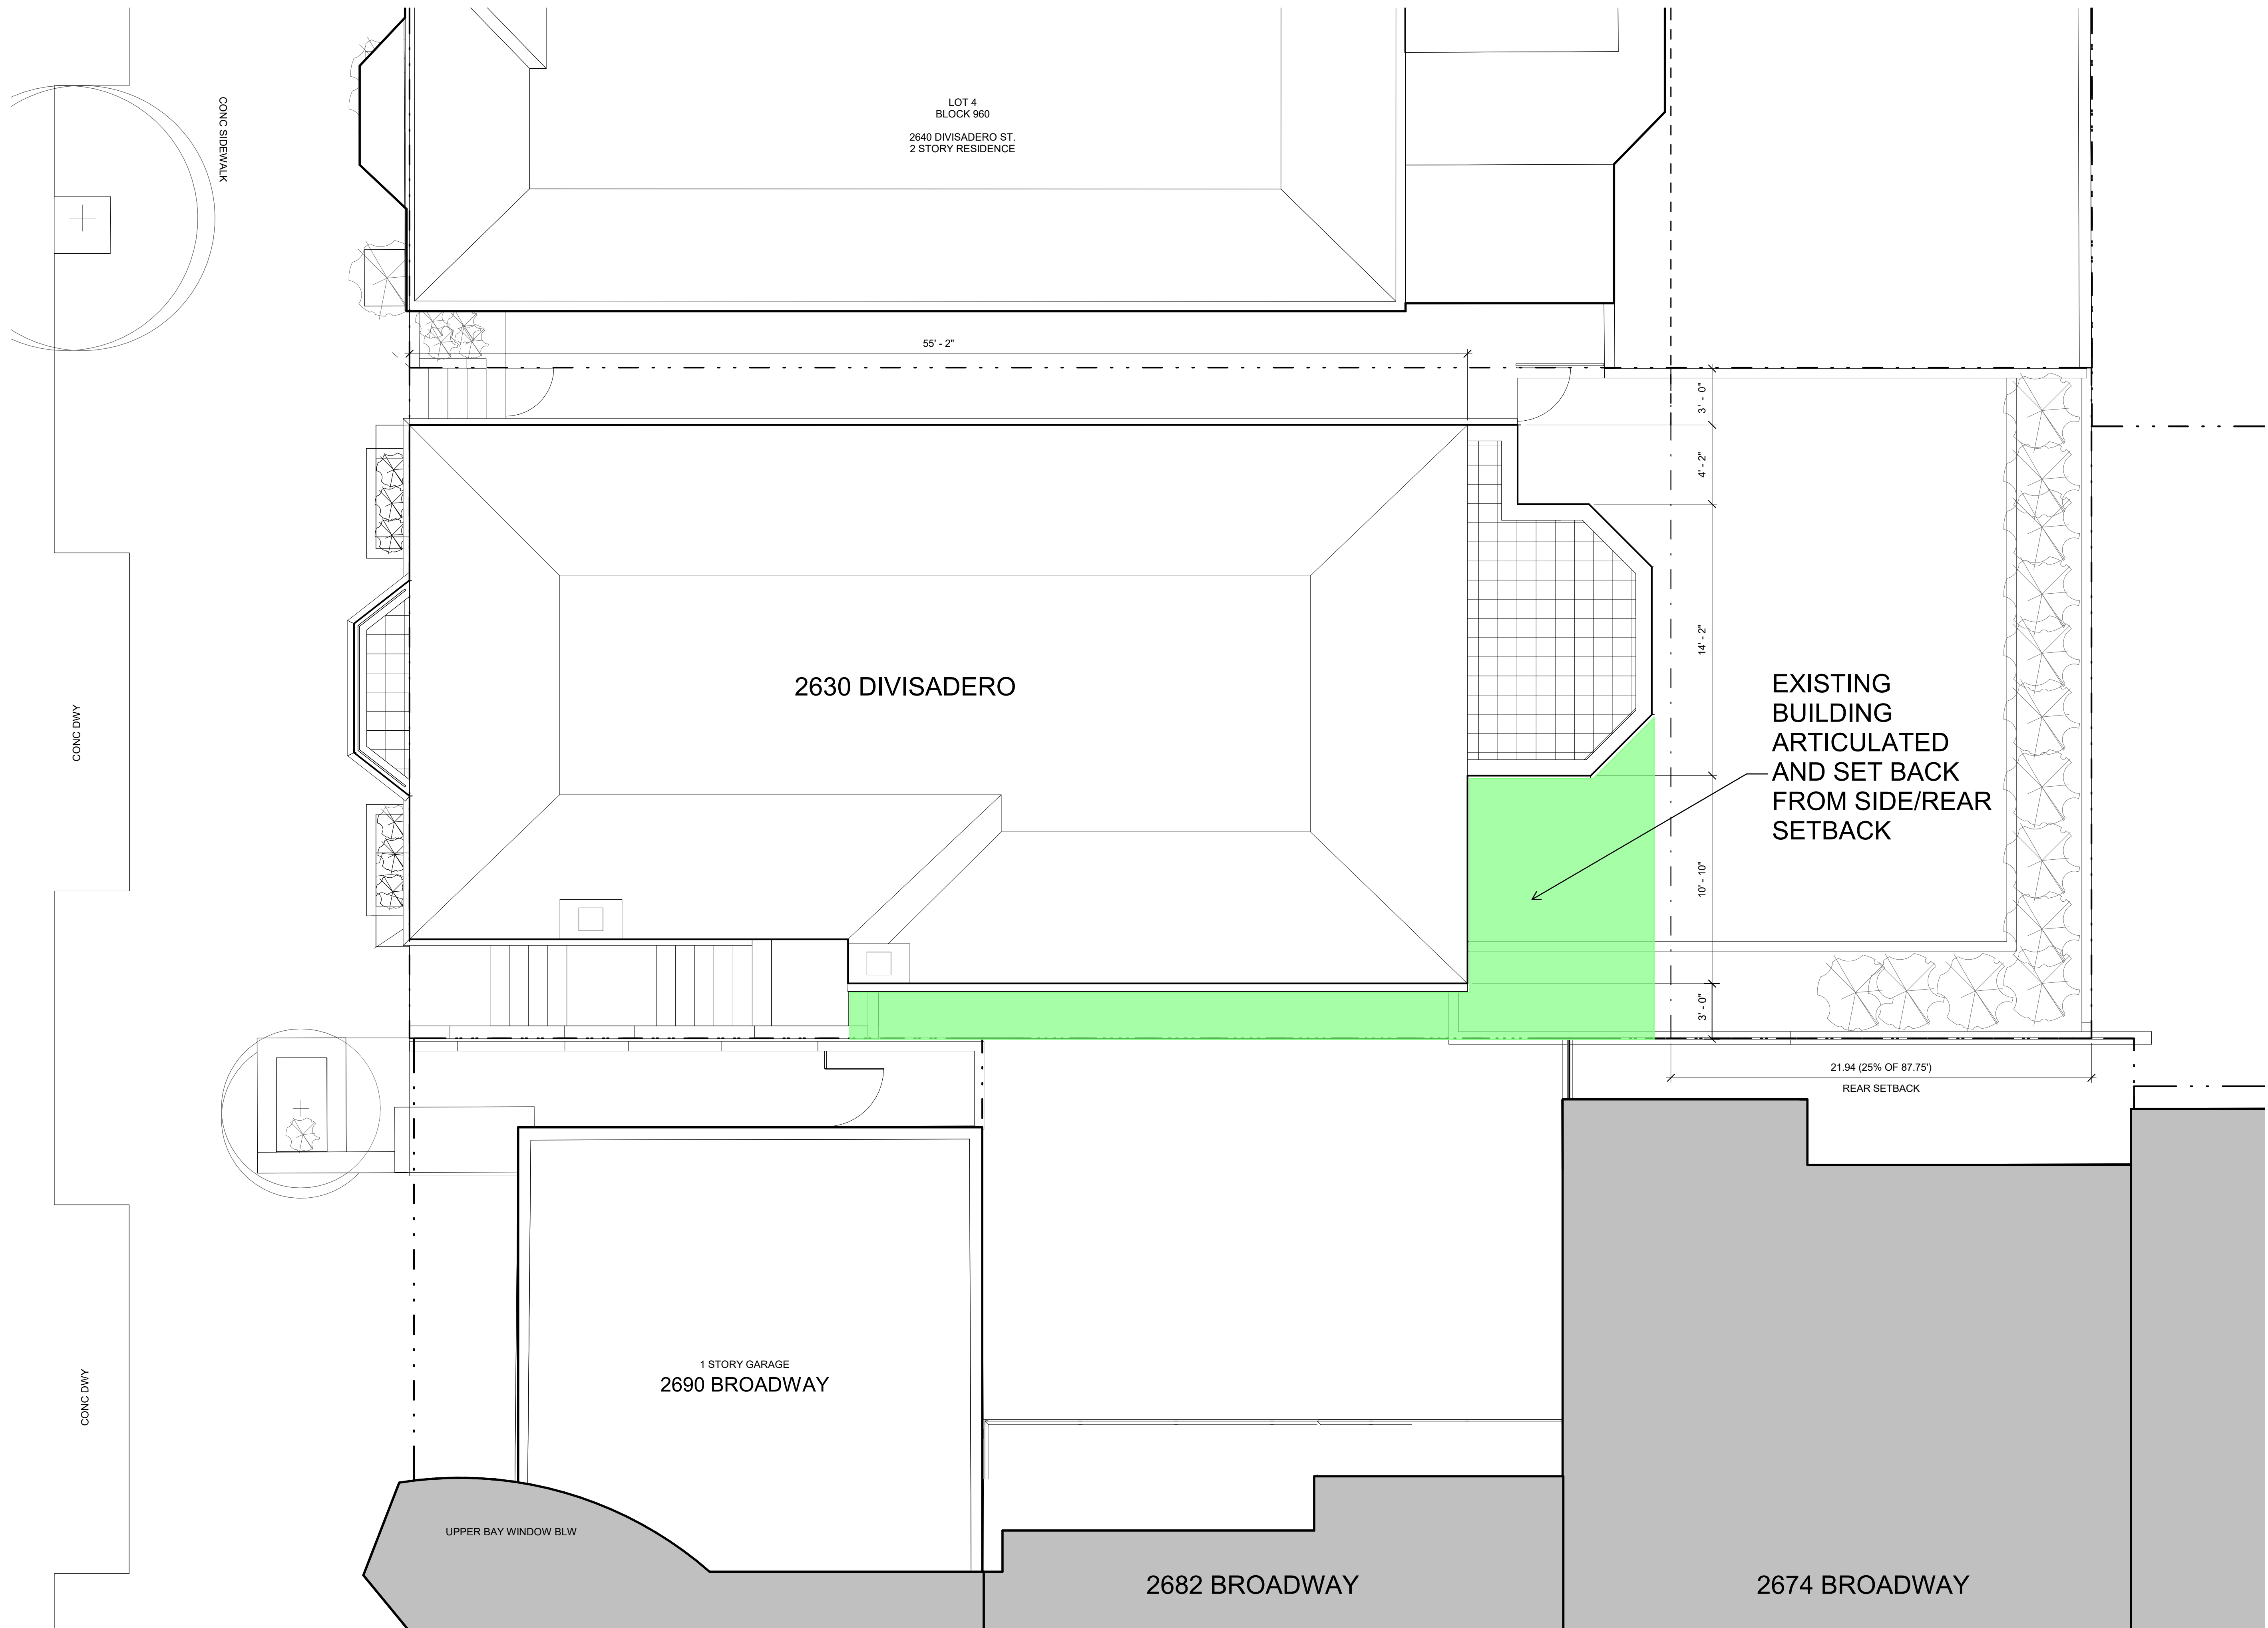 CONC SIDEWALK
LOT 4
BLOCK 960
2640 DIVISADERO ST.
2 STORY RESIDENCE
55' - 2"
3' - 0"
4' - 2"
14' - 2"
10' - 10"
3' - 0"
2630 DIVISADERO
EXISTING
BUILDING
ARTICULATED
AND SET BACK
FROM SIDE/REAR
SETBACK
CONC DWY
21.94 (25% OF 87.75')
REAR SETBACK
1 STORY GARAGE
2690 BROADWAY
CONC DWY
UPPER BAY WINDOW BLW
2682 BROADWAY
2674 BROADWAY